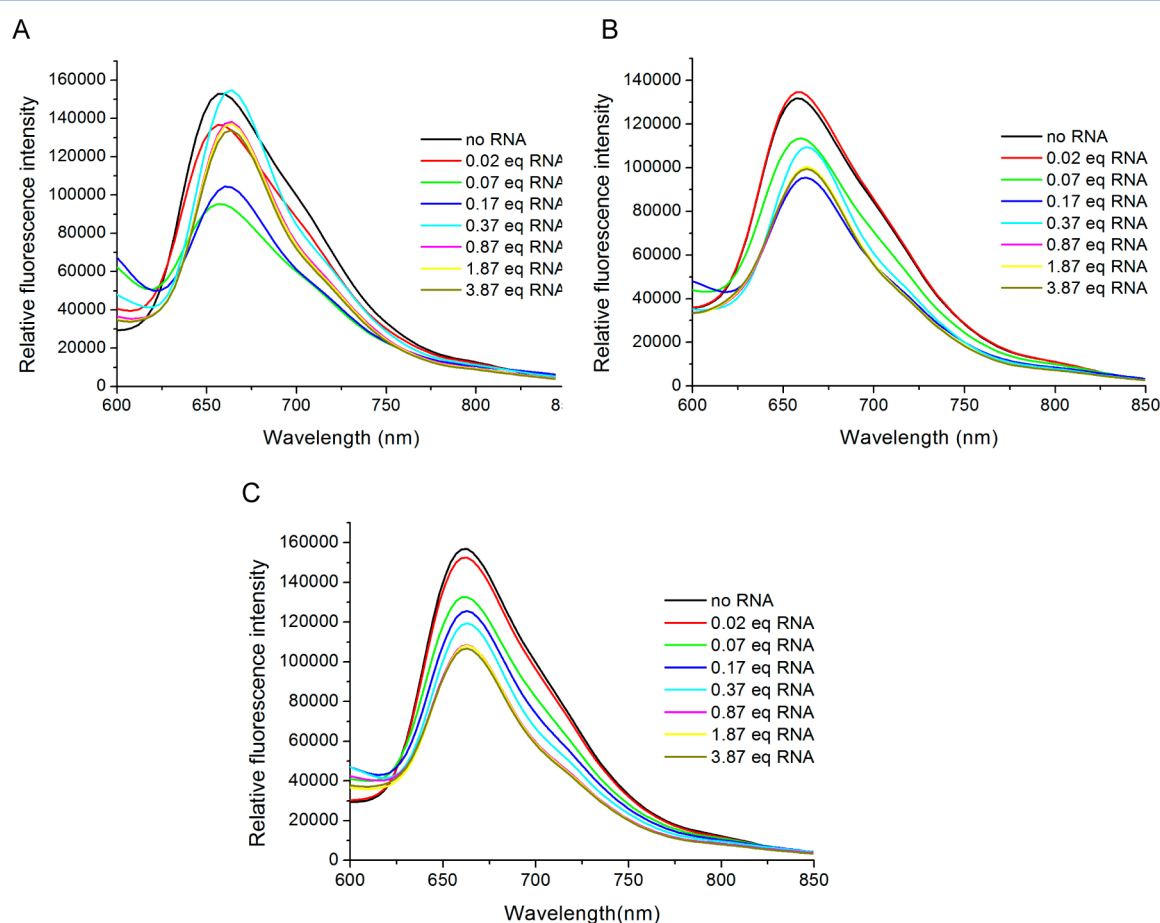 A
Relative fluorescence intensity
160000
140000
120000
100000
80000
60000
40000
20000
0
600
650
700
750
800
8
Wavelength (nm)
no RNA
0.02 eq RNA
0.07 eq RNA
0.17 eq RNA
0.37 eq RNA
0.87 eq RNA
1.87 eq RNA
3.87 eq RNA
B
Relative fluorescence intensity
140000
120000
100000
80000
60000
40000
20000
0
600
650
700
750
800
850
Wavelength (nm)
no RNA
0.02 eq RNA
0.07 eq RNA
0.17 eq RNA
0.37 eq RNA
0.87 eq RNA
1.87 eq RNA
3.87 eq RNA
C
Relative fluorescence intensity
160000
140000
120000
100000
80000
60000
40000
20000
0
600
650
700
750
800
850
Wavelength(nm)
no RNA
0.02 eq RNA
0.07 eq RNA
0.17 eq RNA
0.37 eq RNA
0.87 eq RNA
1.87 eq RNA
3.87 eq RNA